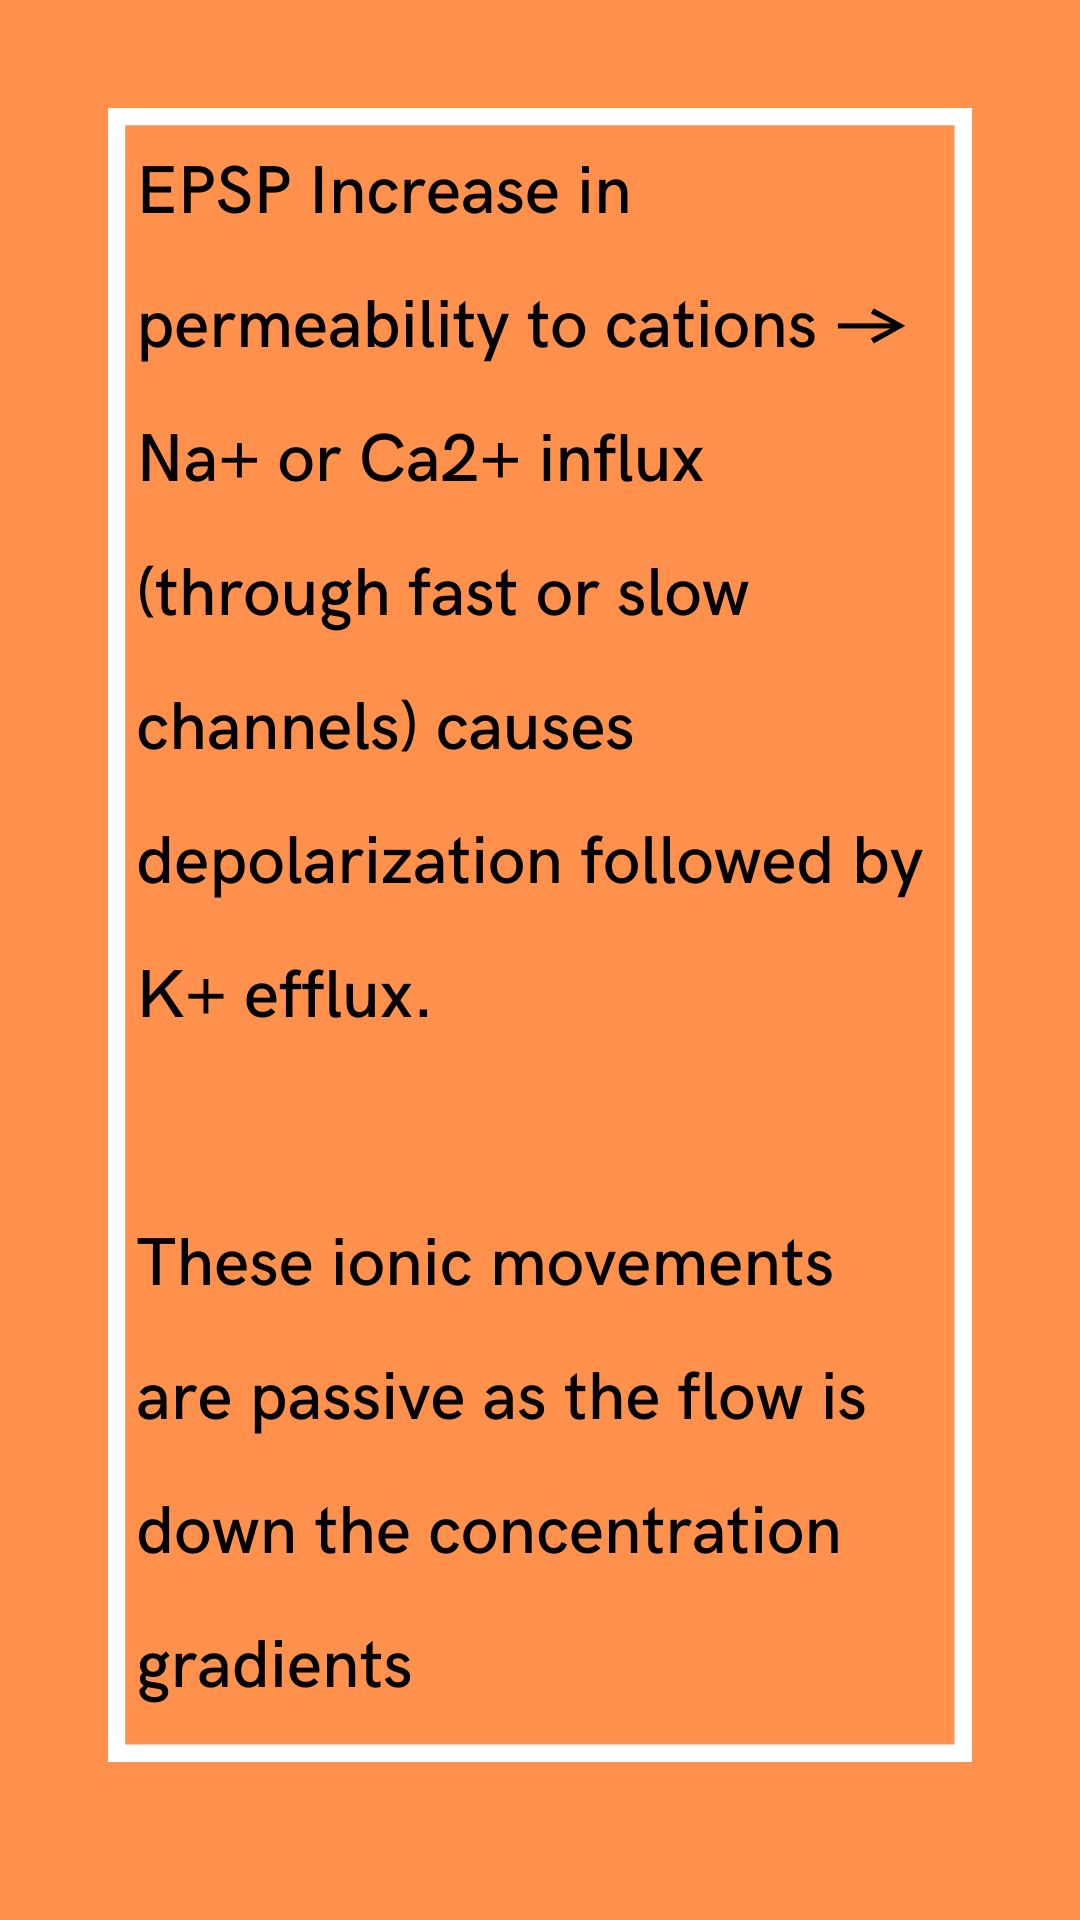 EPSP Increase in
permeability to cations →
Na+ or Ca2+ influx
(through fast or slow
channels) causes
depolarization followed by
K+ efflux.
These ionic movements
are passive as the flow is
down the concentration
gradients